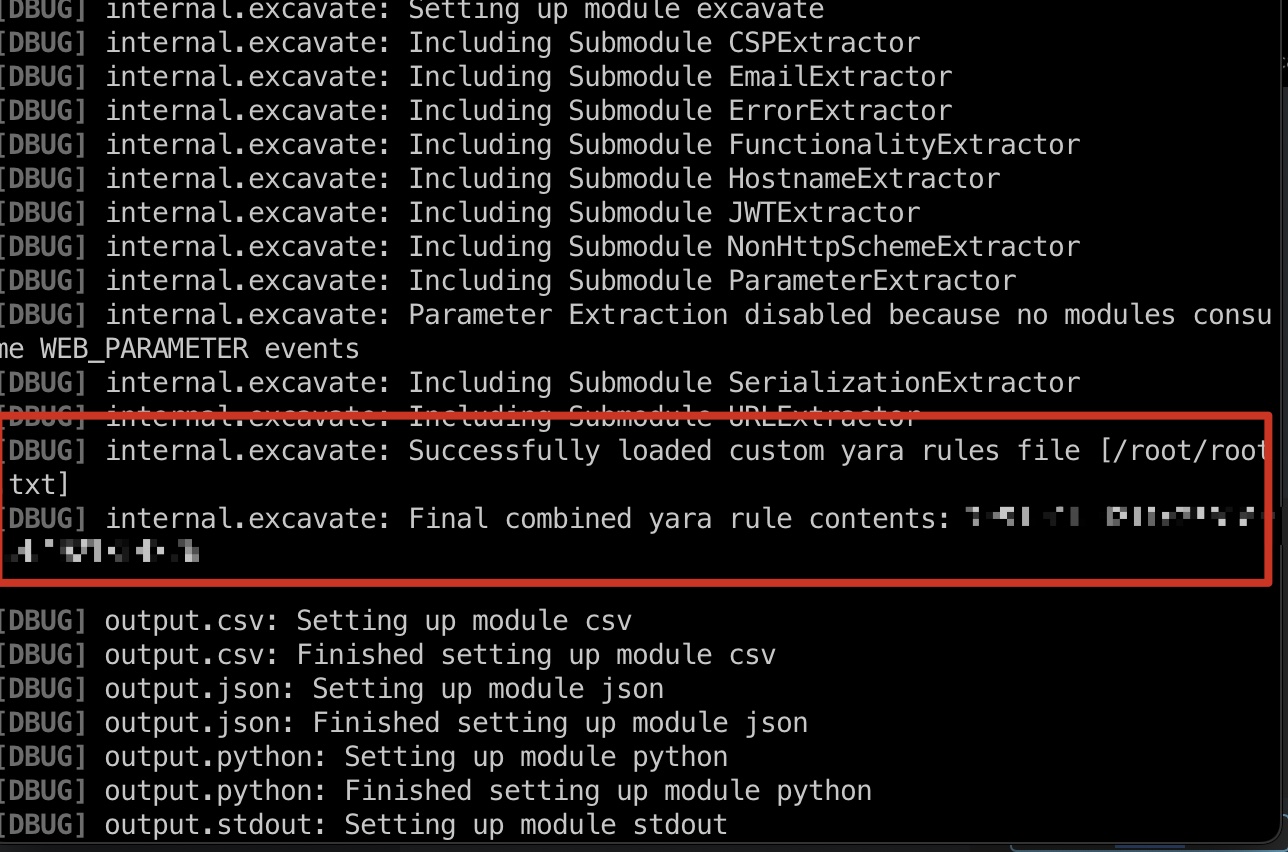 [DBUG] internal.excavate: Setting up module excavate
[DBUG] internal.excavate: Including Submodule CSPExtractor
[DBUG] internal.excavate: Including Submodule EmailExtractor
[DBUG] internal.excavate: Including Submodule ErrorExtractor
[DBUG] internal.excavate: Including Submodule FunctionalityExtractor
[DBUG] internal.excavate: Including Submodule HostnameExtractor
[DBUG] internal.excavate: Including Submodule JWTExtractor
[DBUG] internal.excavate: Including Submodule NonHttpSchemeExtractor
[DBUG] internal.excavate: Including Submodule ParameterExtractor
[DBUG] internal.excavate: Parameter Extraction disabled because no modules consu
me WEB_PARAMETER events
[DBUG] internal.excavate: Including Submodule SerializationExtractor
[DBUG] internal.excavate: Including Submodule URLExtractor
[DBUG] internal.excavate: Successfully loaded custom yara rules file [/root/root
txt]
[DBUG] internal.excavate: Final combined yara rule contents:
[DBUG] output.csv: Setting up module csv
[DBUG] output.csv: Finished setting up module csv
[DBUG] output.json: Setting up module json
[DBUG] output.json: Finished setting up module json
[DBUG] output.python: Setting up module python
[DBUG] output.python: Finished setting up module python
[DBUG] output.stdout: Setting up module stdout